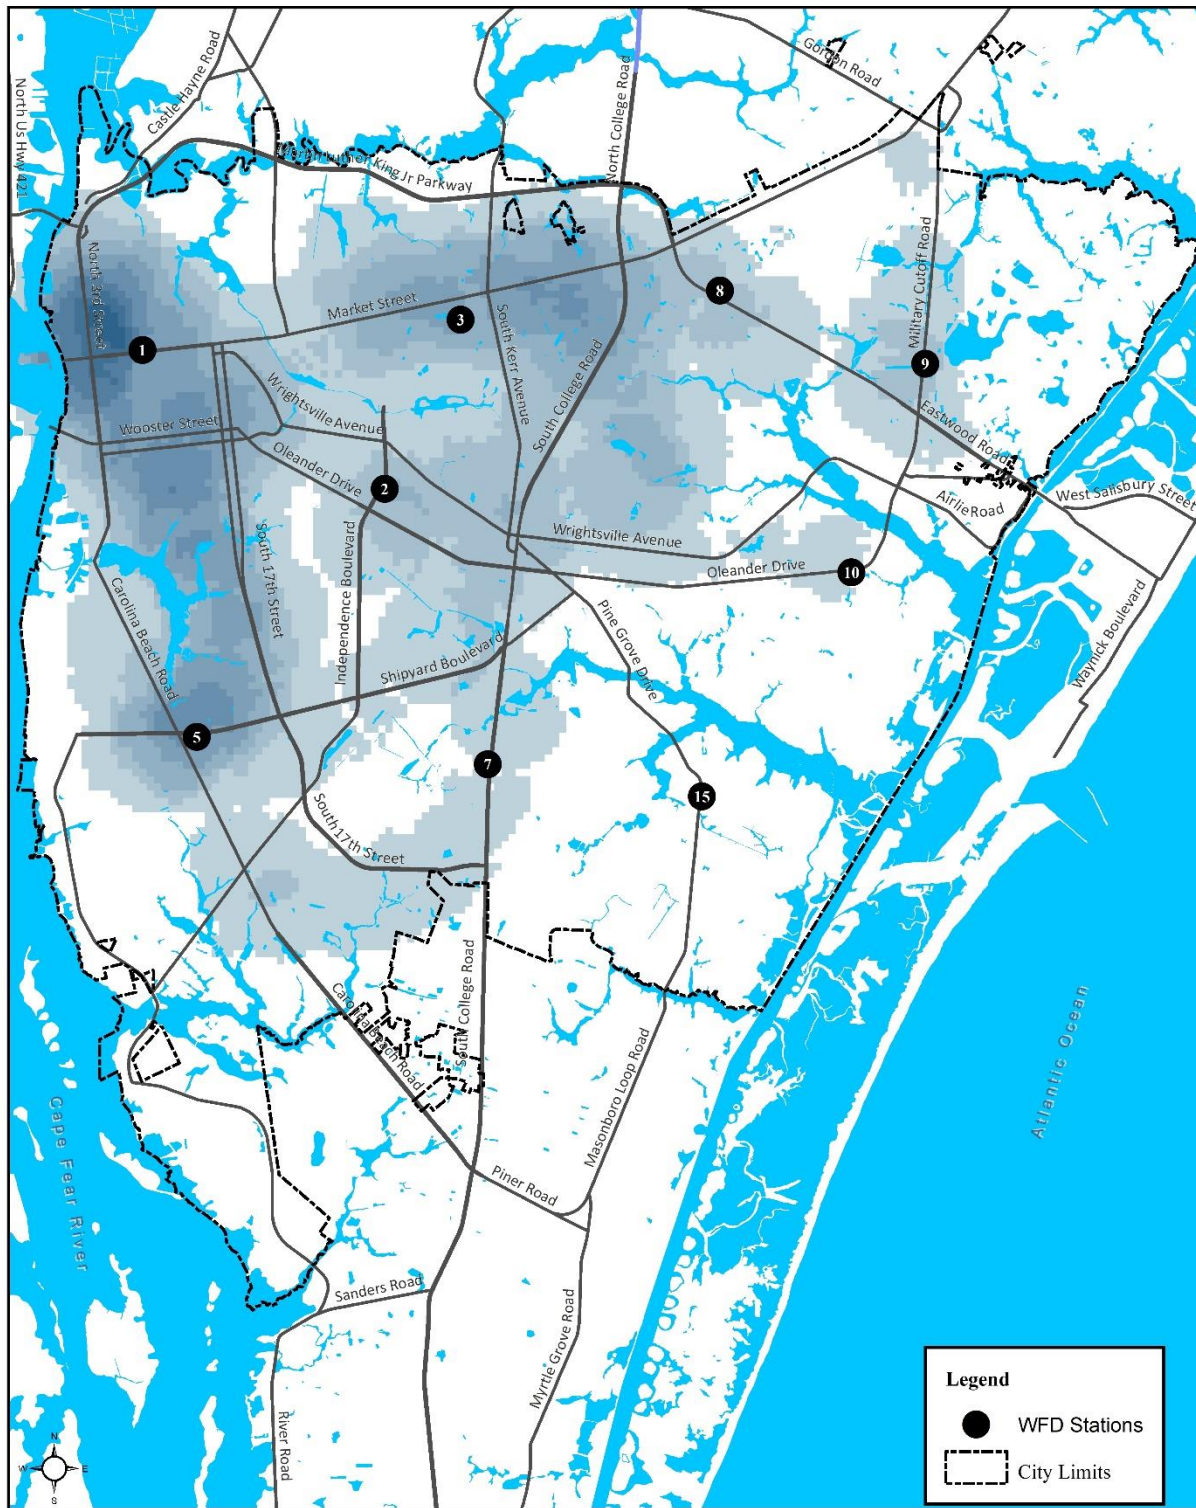 Castle Hayne Road
North Us Hwy 421
Gordon Road
North College Road
Martin Luther King Jr Parkway
North 3rd Street
Market Street
Military Cutoff Road
8
3
1
9
South Kerr Avenue
South College Road
Wrightsville Avenue
Wooster Street
Oleander Drive
Eastwood Road
2
West Salisbury Street
Airlie Road
Wrightsville Avenue
Oleander Drive
10
South 17th Street
Independence Boulevard
Carolina Beach Road
Pine Grove Drive
Shipyard Boulevard
Waynick Boulevard
5
7
15
South 17th Street
South College Road
Carolina Beach Road
Masonboro Loop Road
Atlantic Ocean
Cape Fear River
Piner Road
Sanders Road
Myrtle Grove Road
River Road
Legend
WFD Stations
City Limits
N
W E
S